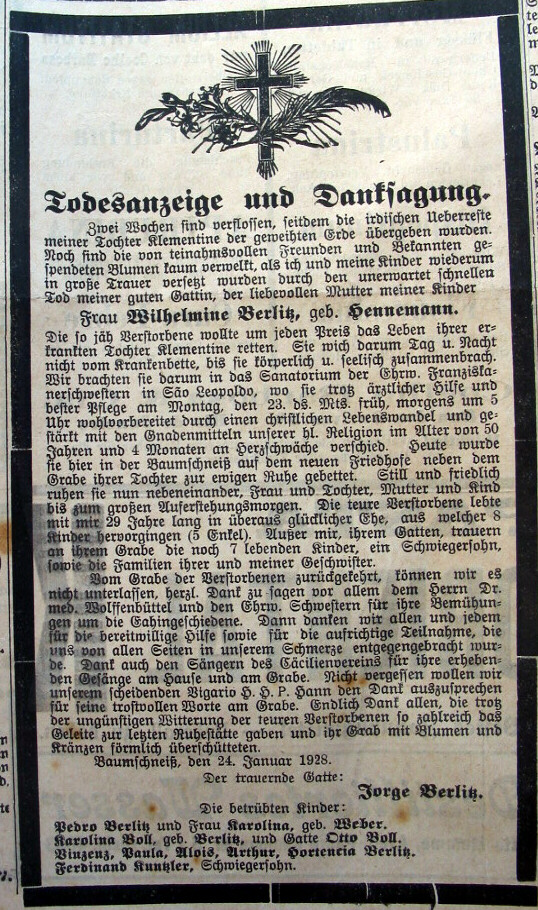 Todesanzeige und Danksagung.
Zwei Wochen sind verflossen, seitdem die irdischen Ueberreste
meiner Tochter Klementine der geweihten Erde übergeben wurden.
Noch sind die von teinahmsvollen Freunden und Bekannten ge-
spendeten Blumen kaum verwelkt, als ich und meine Kinder wiederum
in große Trauer versetzt wurden durch den unerwartet schnellen
Tod meiner guten Gattin, der liebevollen Mutter meiner Kinder
Frau Wilhelmine Berlitz, geb. Hennemann.
Die so jäh Verstorbene wollte um jeden Preis das Leben ihrer er-
krankten Tochter Klementine retten. Sie wich darum Tag u. Nacht
nicht vom Krankenbette, bis sie körperlich u. seelisch zusammenbrach.
Wir brachten sie darum in das Sanatorium der Ehrw. Franziska-
nerschwestern in São Leopoldo, wo sie trotz ärztlicher Hilfe und
bester Pflege am Montag, den 23. ds. Mts. früh, morgens um 5
Uhr wohlvorbereitet durch einen christlichen Lebenswandel und ge-
stärkt mit den Gnadenmitteln unserer hl. Religion im Alter von 50
Jahren und 4 Monaten an Herzschwäche verschied. Heute wurde
sie hier in der Baumschneiß auf dem neuen Friedhofe neben dem
Grabe ihrer Tochter zur ewigen Ruhe gebettet. Still und friedlich
ruhen sie nun nebeneinander, Frau und Tochter, Mutter und Kind
bis zum großen Auferstehungsmorgen. Die teure Verstorbene lebte
mit mir 29 Jahre lang in überaus glücklicher Ehe, aus welcher 8
Kinder hervorgingen (5 Enkel). Außer mir, ihrem Gatten, trauern
an ihrem Grabe die noch 7 lebenden Kinder, ein Schwiegersohn,
sowie die Familien ihrer und meiner Geschwister.
Vom Grabe der Verstorbenen zurückgekehrt, können wir es
nicht unterlassen, herzl. Dank zu sagen vor allem dem Herrn Dr.
med. Wolffenbüttel und den Ehrw. Schwestern für ihre Bemühun-
gen um die Dahingeschiedene. Dann danken wir allen und jedem
für die bereitwillige Hilfe sowie für die aufrichtige Teilnahme, die
uns von allen Seiten in unserem Schmerze entgegengebracht wur-
de. Dank auch den Sängern des Cäcilienvereins für ihre erheben-
den Gesänge am Hause und am Grabe. Nicht vergessen wollen wir
unserem scheidenden Vigario H. H. P. Hann den Dank auszusprechen
für seine trostvollen Worte am Grabe. Endlich Dank allen, die trotz
der ungünstigen Witterung der teuren Verstorbenen so zahlreich das
Geleite zur letzten Ruhestätte gaben und ihr Grab mit Blumen und
Kränzen förmlich überschütteten.
Baumschneiß, den 24. Januar 1928.
Der trauernde Gatte:
Jorge Berlitz.
Die betrübten Kinder:
Pedro Berlitz und Frau Karolina, geb. Weber.
Karolina Boll, geb. Berlitz, und Gatte Otto Boll.
Vinzenz, Paula, Alois, Arthur, Hortencia Berlitz.
Ferdinand Kuntzler, Schwiegersohn.